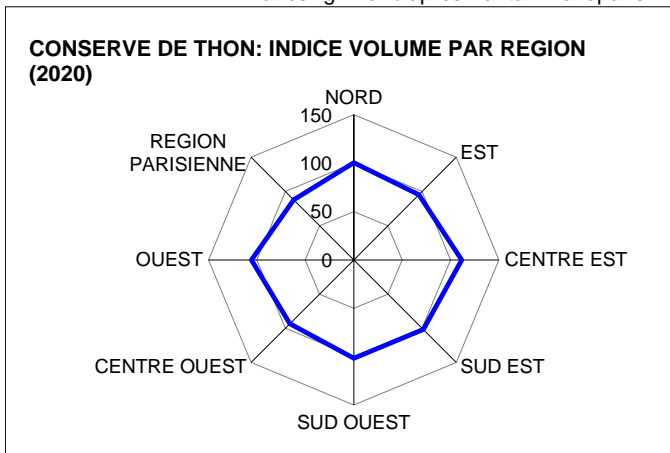 CONSERVE DE THON: INDICE VOLUME PAR REGION
(2020)
NORD
150
REGION
PARISIENNE
EST
100
50
OUEST
0
CENTRE EST
CENTRE OUEST
SUD EST
SUD OUEST